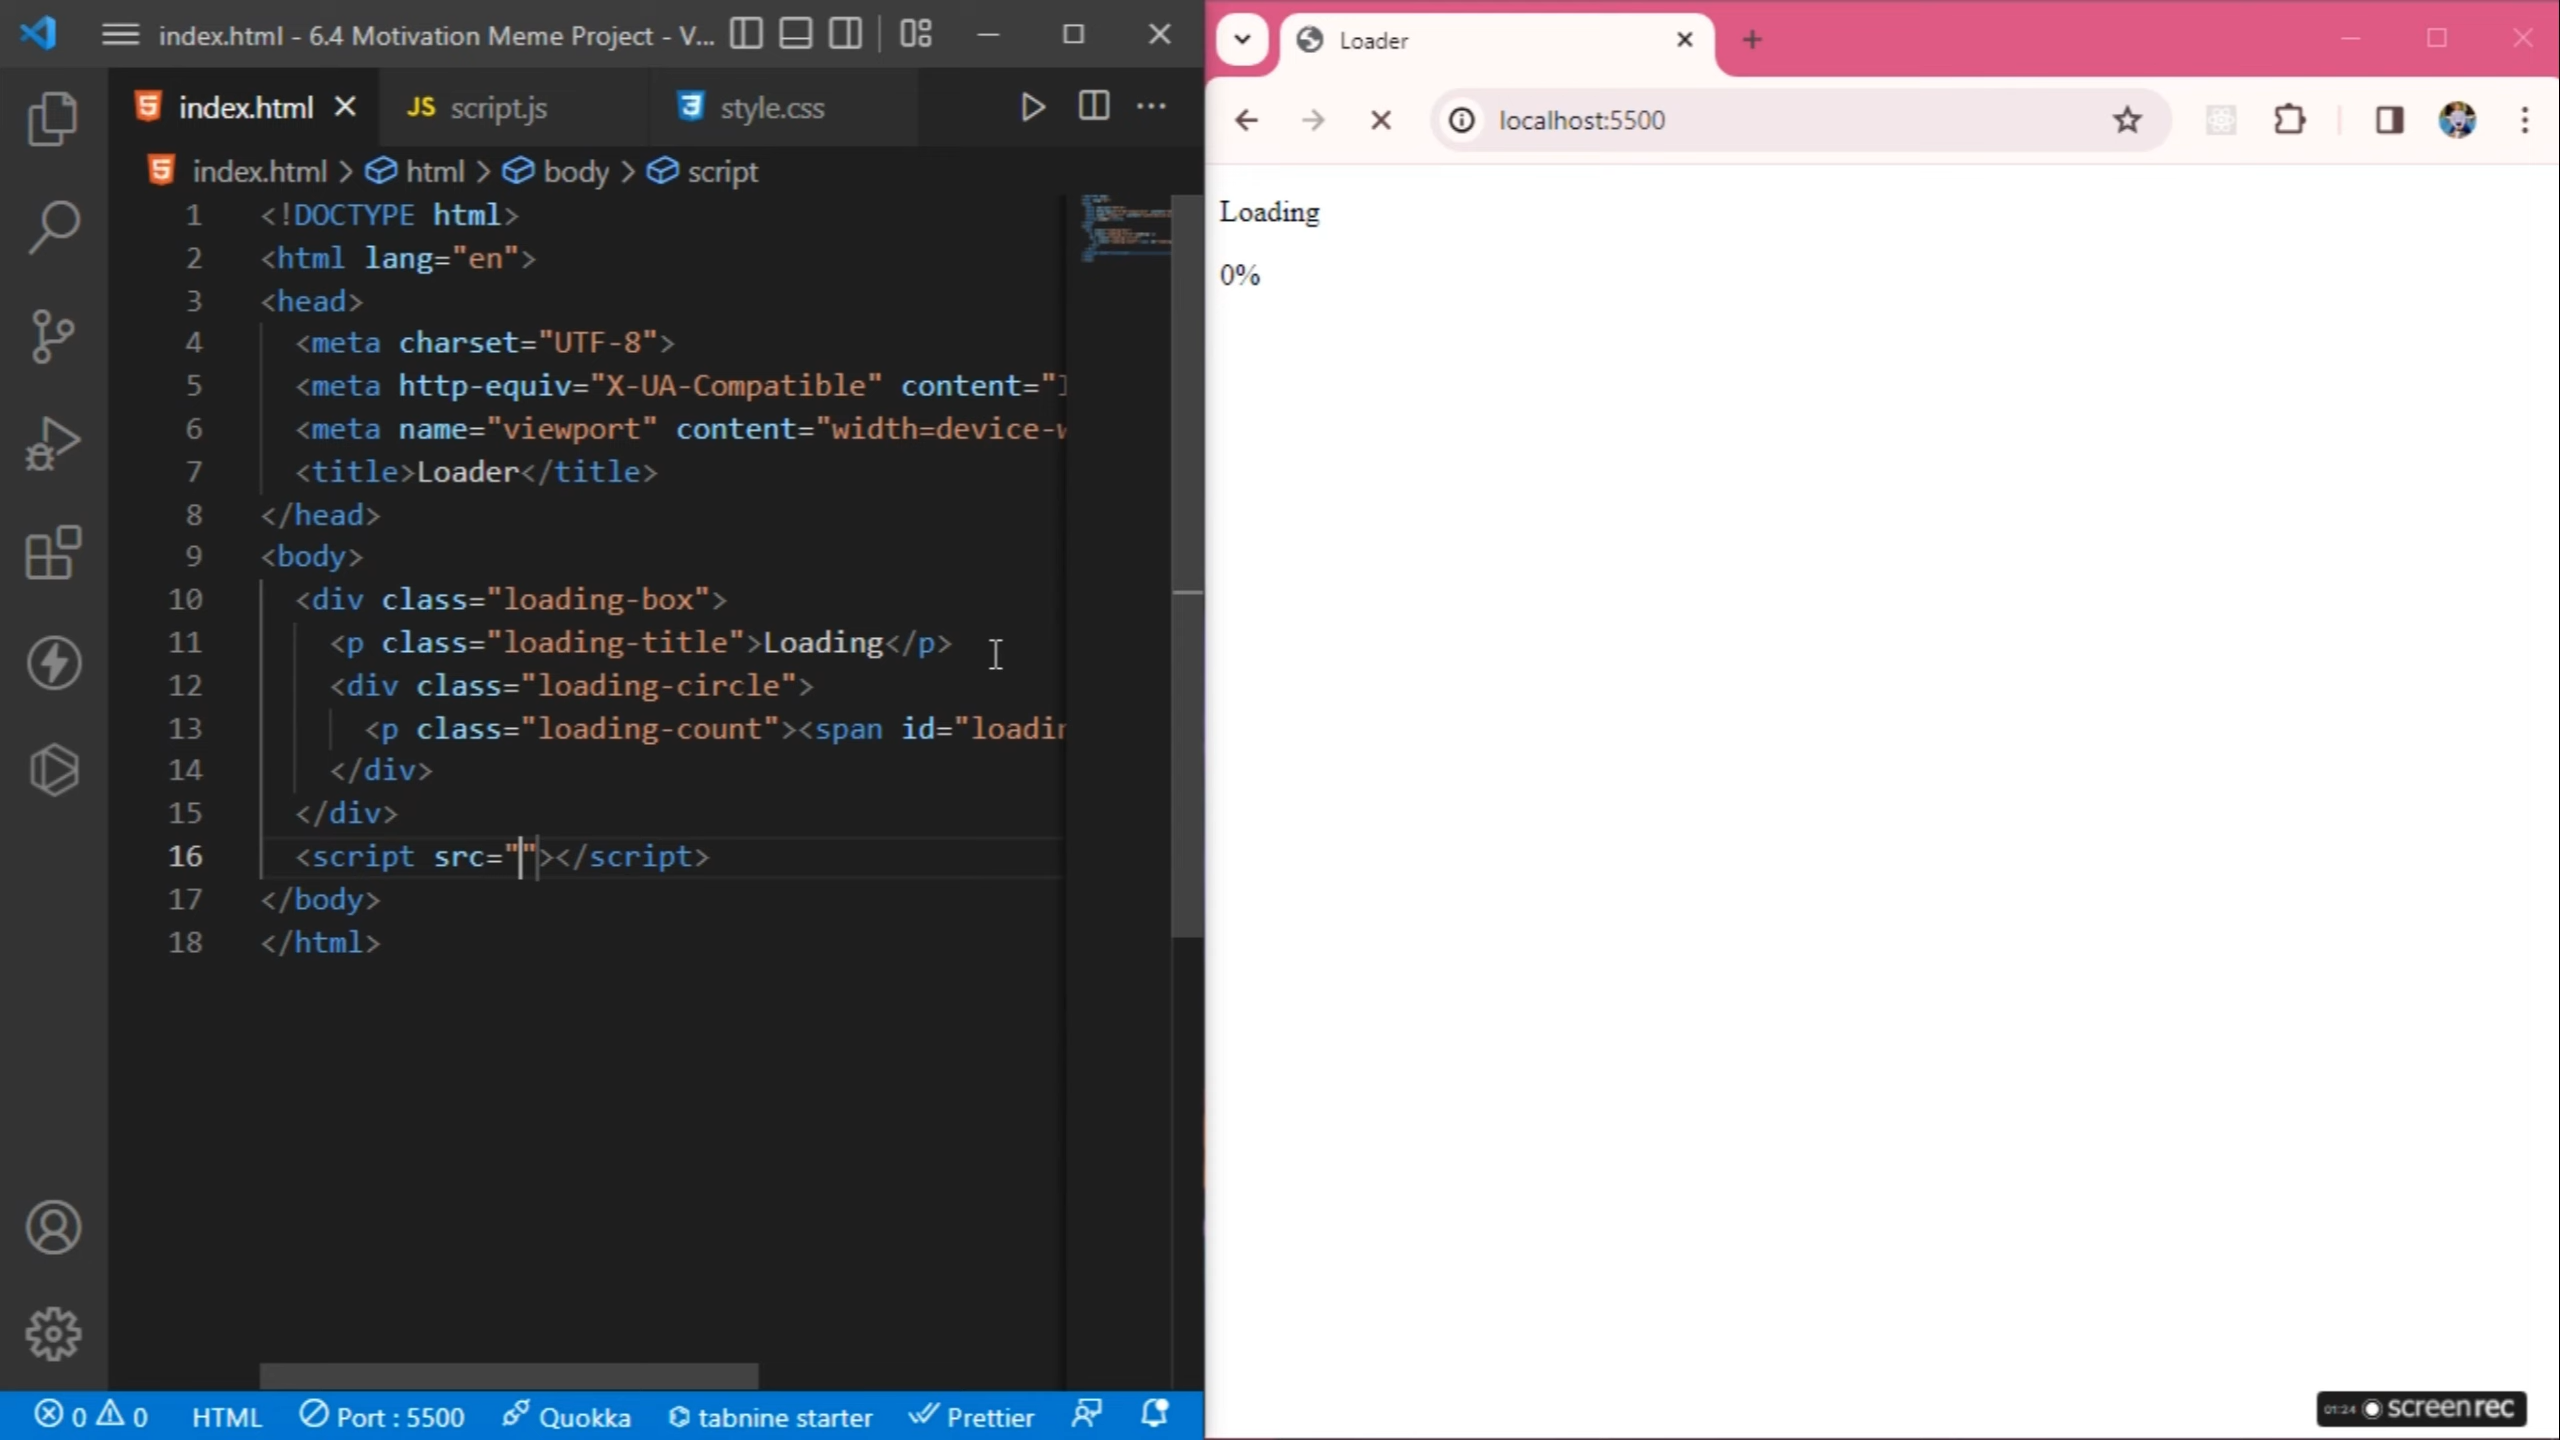 index.html - 6.4 Motivation Meme Project - V...
index.html
JS script.js
style.css
index.html > html > body > script
1 <!DOCTYPE html>
2 <html lang="en">
3 <head>
4 <meta charset="UTF-8">
5 <meta http-equiv="X-UA-Compatible" content="I
6 <meta name="viewport" content="width=device-w
7 <title>Loader</title>
8 </head>
9 <body>
10 <div class="loading-box">
11 <p class="loading-title">Loading</p>
12 <div class="loading-circle">
13 <p class="loading-count"><span id="loadin
14 </div>
15 </div>
16 <script src=""></script>
17 </body>
18 </html>
0 0 HTML Port : 5500 Quokka tabnine starter Prettier
Loader
localhost:5500
Loading
0%
01:24 screenrec